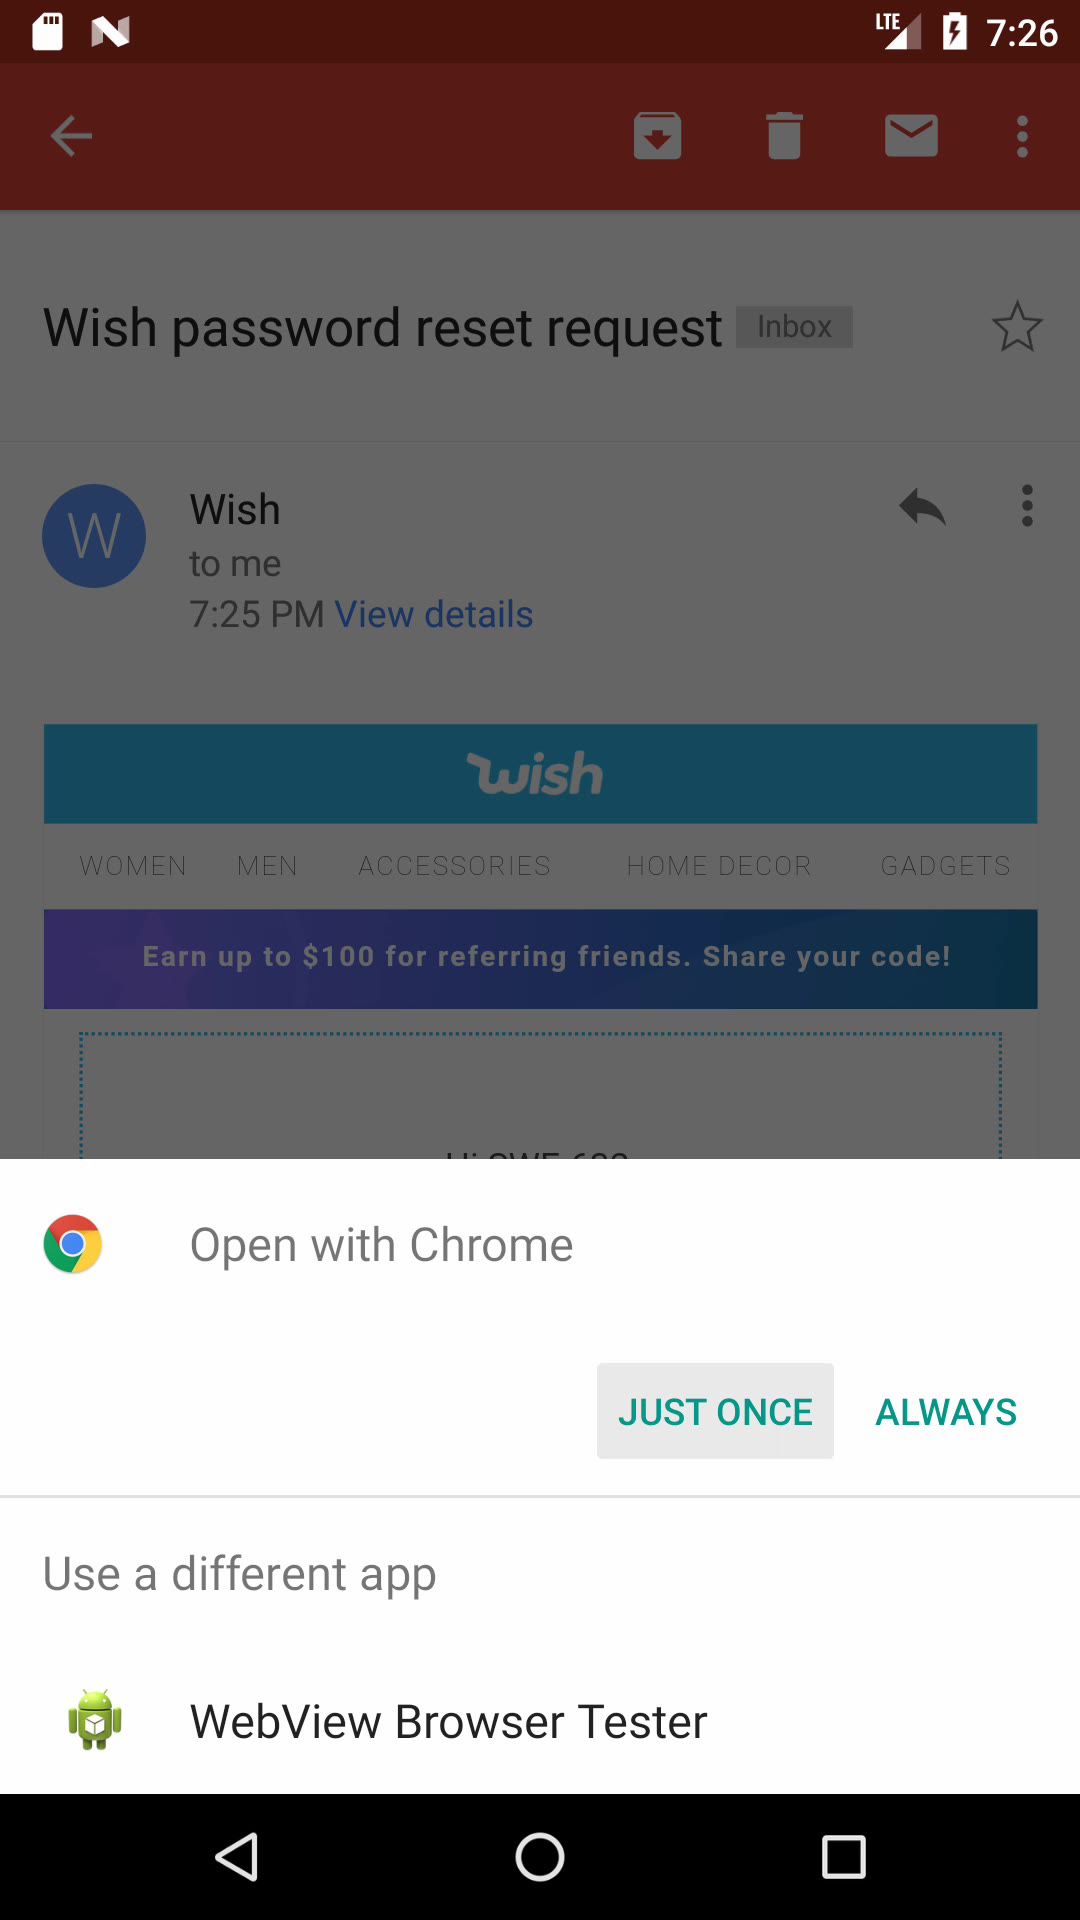 LTE 7:26
Wish password reset request Inbox
W
Wish
to me
7:25 PM View details
wish
WOMEN MEN ACCESSORIES HOME DECOR GADGETS
Earn up to $100 for referring friends. Share your code!
Open with Chrome
JUST ONCE ALWAYS
Use a different app
WebView Browser Tester